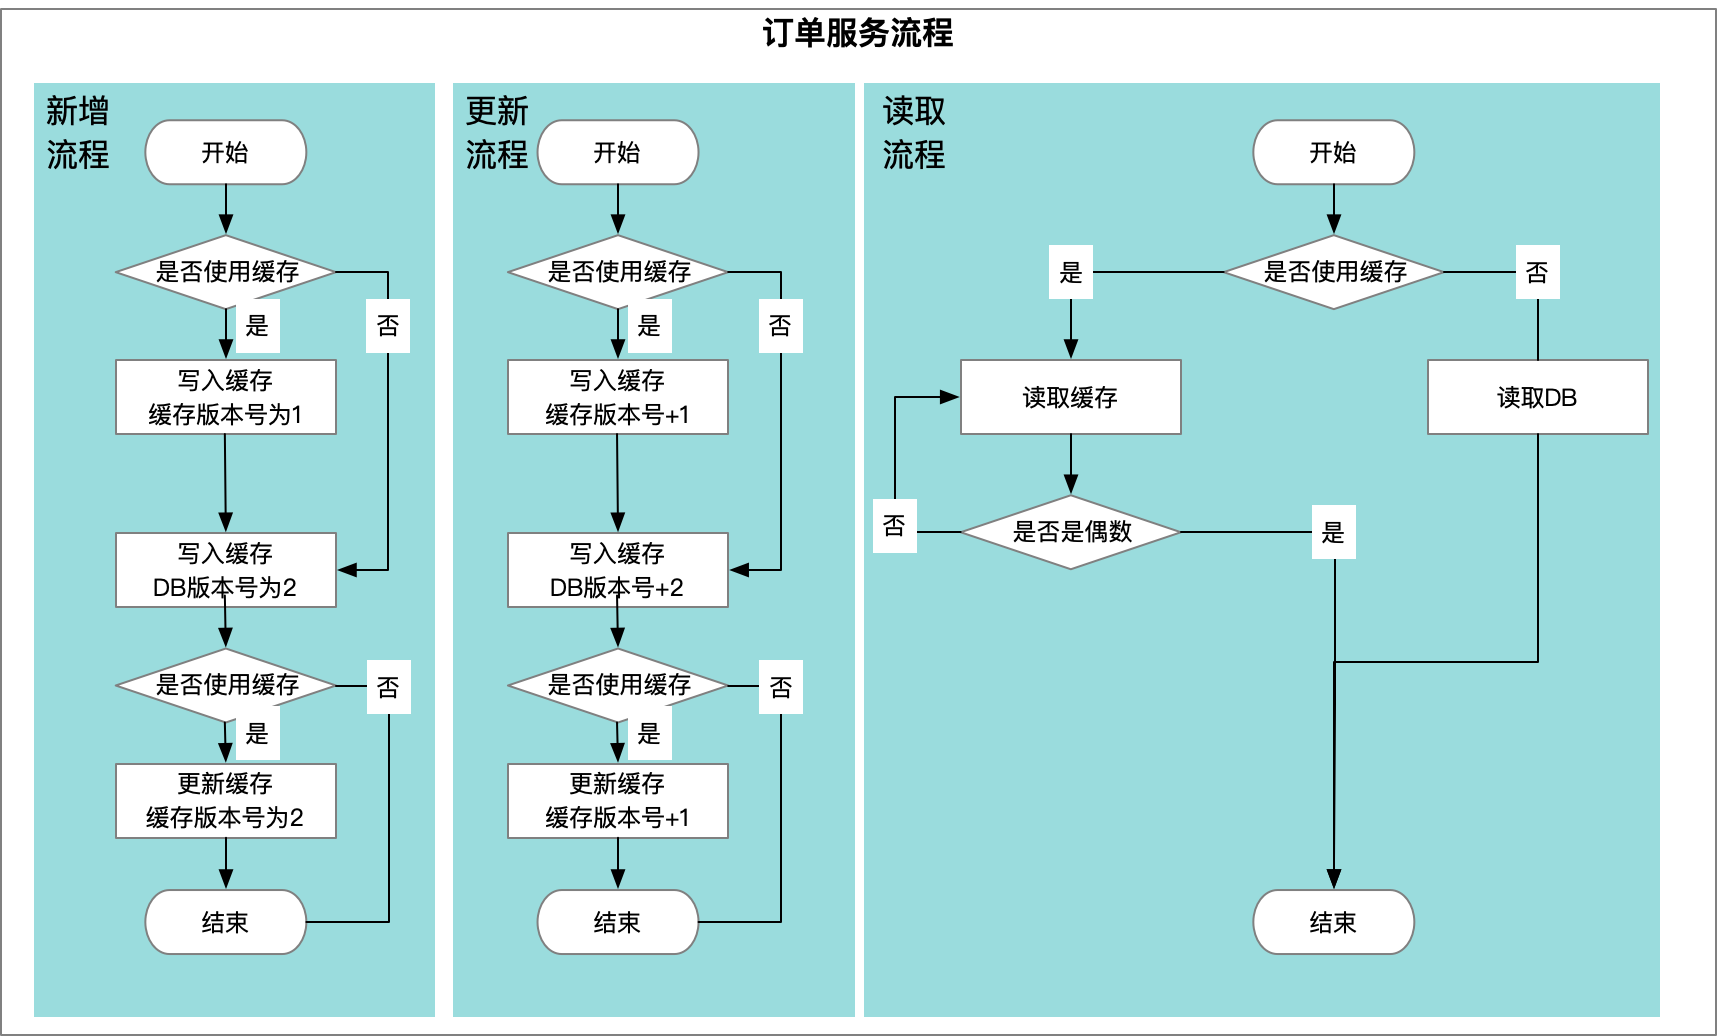 订单服务流程
新增
流程
开始
是否使用缓存
是
否
写入缓存
缓存版本号为1
写入缓存
DB版本号为2
是否使用缓存
否
是
更新缓存
缓存版本号为2
结束
更新
流程
开始
是否使用缓存
是
否
写入缓存
缓存版本号+1
写入缓存
DB版本号+2
是否使用缓存
否
是
更新缓存
缓存版本号+1
结束
读取
流程
开始
是
是否使用缓存
否
读取缓存
读取DB
否
是否是偶数
是
结束